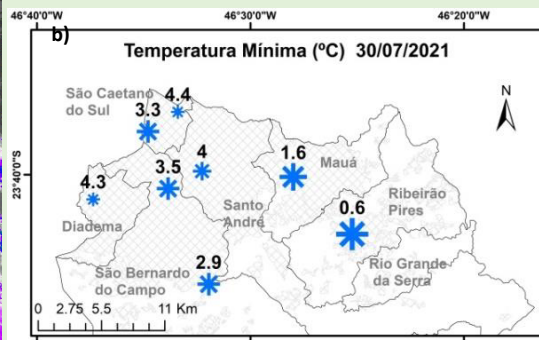 46°40'0"W 46°30'0"W 46°20'0"W
b)
Temperatura Mínima (ºC) 30/07/2021
São Caetano
do Sul
4.4
3.3
N
23°40'0"S
4.3
3.5
4
1.6
Mauá
Ribeirão
Pires
0.6
Santo
André
Diadema
Rio Grande
da Serra
2.9
São Bernardo
do Campo
0 2.75 5.5 11 Km